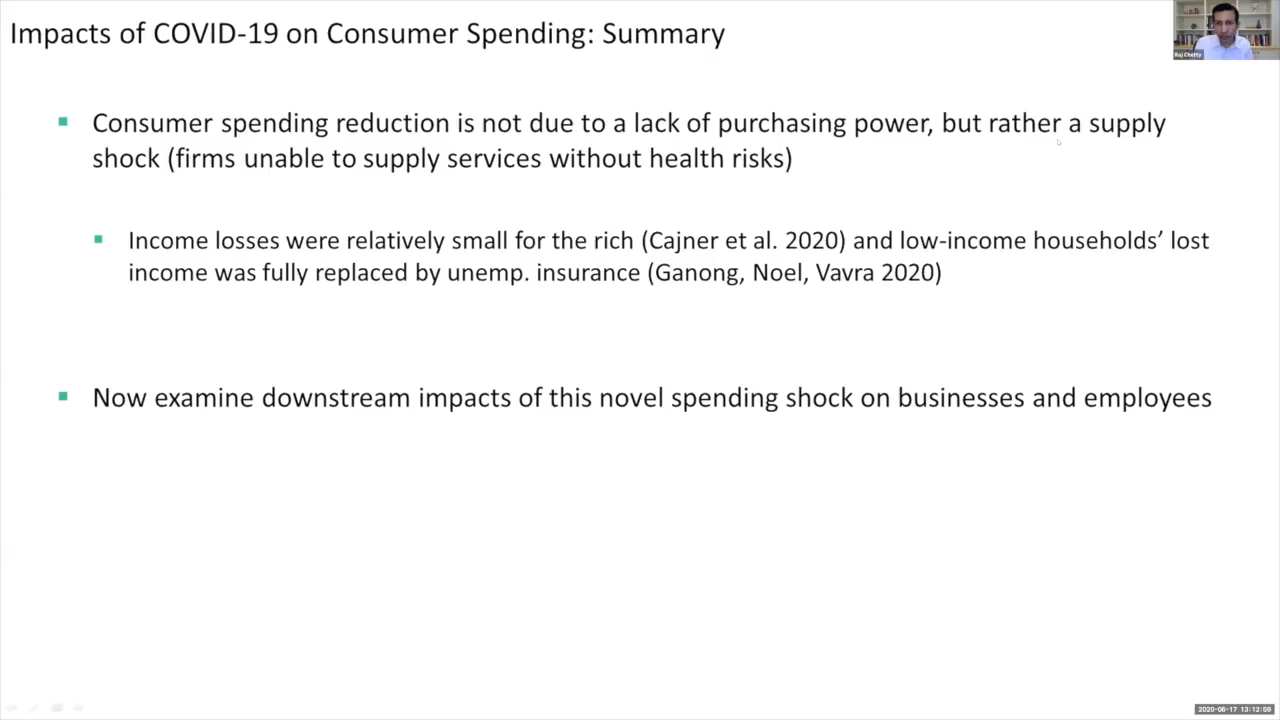 Impacts of COVID-19 on Consumer Spending: Summary
Raj Chetty
Consumer spending reduction is not due to a lack of purchasing power, but rather a supply
shock (firms unable to supply services without health risks)
Income losses were relatively small for the rich (Cajner et al. 2020) and low-income households’ lost
income was fully replaced by unemp. insurance (Ganong, Noel, Vavra 2020)
Now examine downstream impacts of this novel spending shock on businesses and employees
2020-06-17 13:12:59